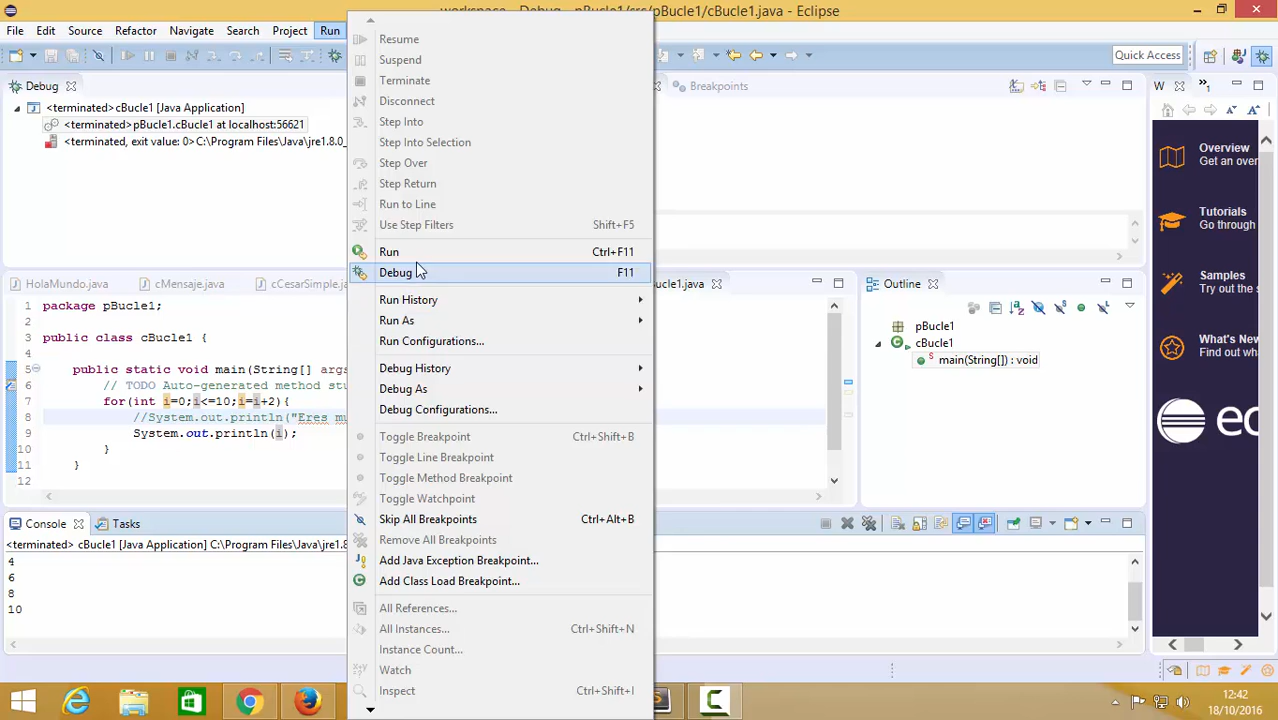 workspace - Debug - pBucle1/src/pBucle1/cBucle1.java - Eclipse
File Edit Source Refactor Navigate Search Project Run
Quick Access
Debug
<terminated>cBucle1 [Java Application]
<terminated>pBucle1.cBucle1 at localhost:56621
<terminated, exit value: 0>C:\Program Files\Java\jre1.8.0_
Resume
Suspend
Terminate
Disconnect
Step Into
Step Into Selection
Step Over
Step Return
Run to Line
Use Step Filters Shift+F5
Run Ctrl+F11
Debug F11
Run History
Run As
Run Configurations...
Debug History
Debug As
Debug Configurations...
Toggle Breakpoint Ctrl+Shift+B
Toggle Line Breakpoint
Toggle Method Breakpoint
Toggle Watchpoint
Skip All Breakpoints Ctrl+Alt+B
Remove All Breakpoints
Add Java Exception Breakpoint...
Add Class Load Breakpoint...
All References...
All Instances... Ctrl+Shift+N
Instance Count...
Watch
Inspect Ctrl+Shift+I
Breakpoints
W
Overview
Get an over
Tutorials
Go through
Samples
Try out the s
What's New
Find out what
ec
HolaMundo.java cMensaje.java cCesarSimple.j ucle1.java
1 package pBucle1;
2
3 public class cBucle1 {
4
5 public static void main(String[] args
6 // TODO Auto-generated method stu
7 for(int i=0;i<=10;i=i+2){
8 //System.out.println("Eres mu
9 System.out.println(i);
10 }
11 }
12
Outline
pBucle1
cBucle1
main(String[]) : void
Console Tasks
<terminated> cBucle1 [Java Application] C:\Program Files\Java\jre1.8
4
6
8
10
12:42
18/10/2016